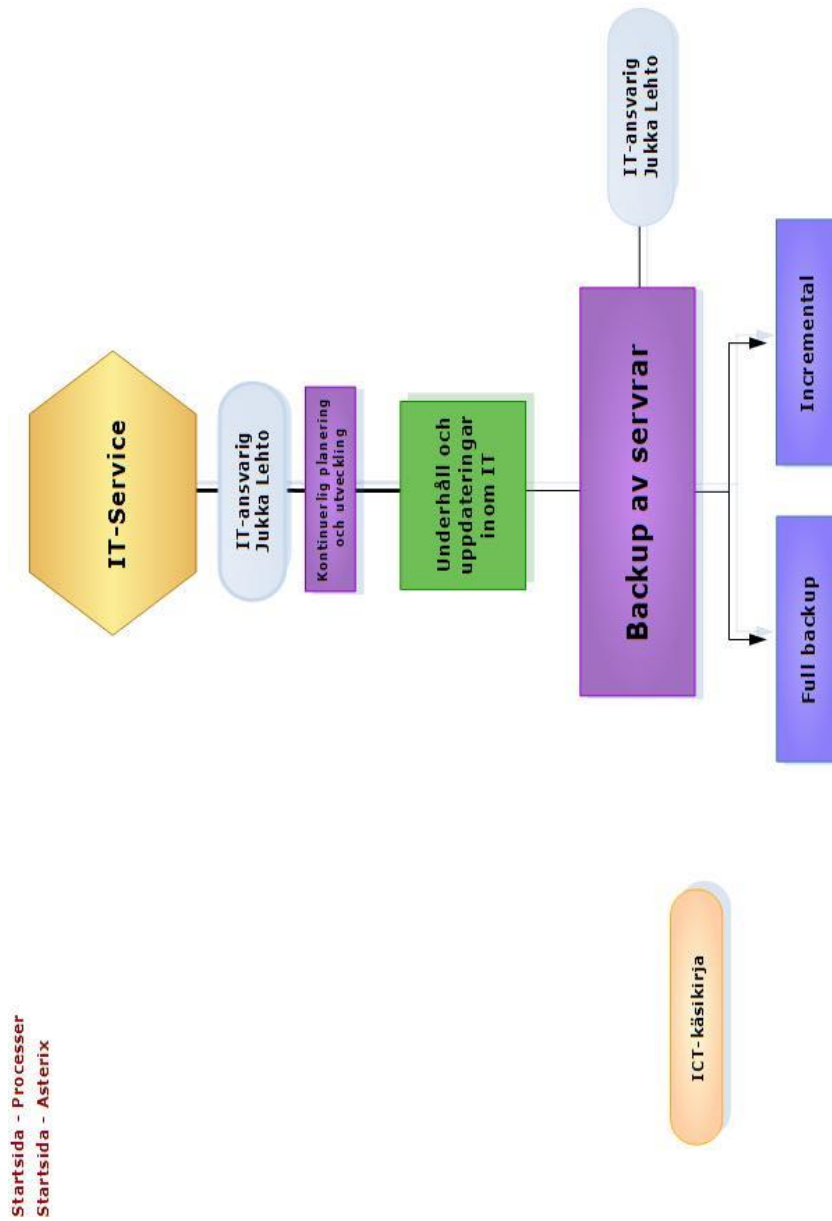 Startsida - Processer
Startsida - Asterix
IT-Service
IT-ansvarig
Jukka Lehto
Kontinuerlig planering
och utveckling
Underhåll och
uppdateringar
inom IT
Backup av servrar
IT-ansvarig
Jukka Lehto
ICT-käsikirja
Full backup
Incremental